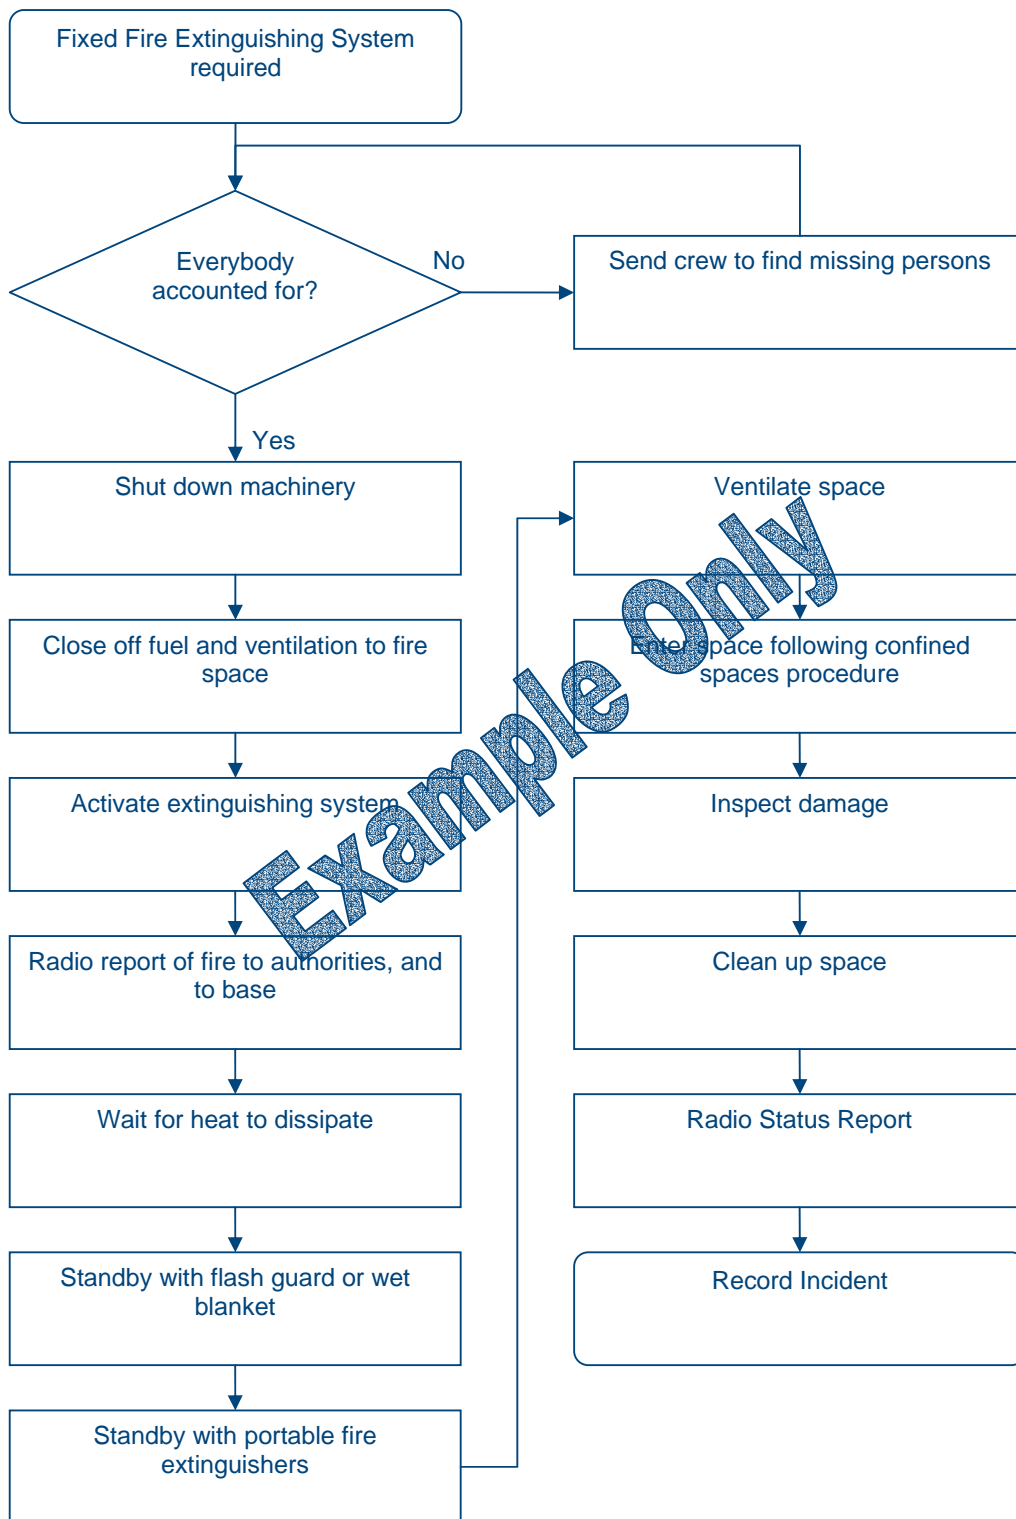 Fixed Fire Extinguishing System
required
Everybody
accounted for?
No
Send crew to find missing persons
Yes
Shut down machinery
Close off fuel and ventilation to fire
space
Activate extinguishing system
Radio report of fire to authorities, and
to base
Wait for heat to dissipate
Standby with flash guard or wet
blanket
Standby with portable fire
extinguishers
Ventilate space
Enter space following confined
spaces procedure
Inspect damage
Clean up space
Radio Status Report
Record Incident
Example Only